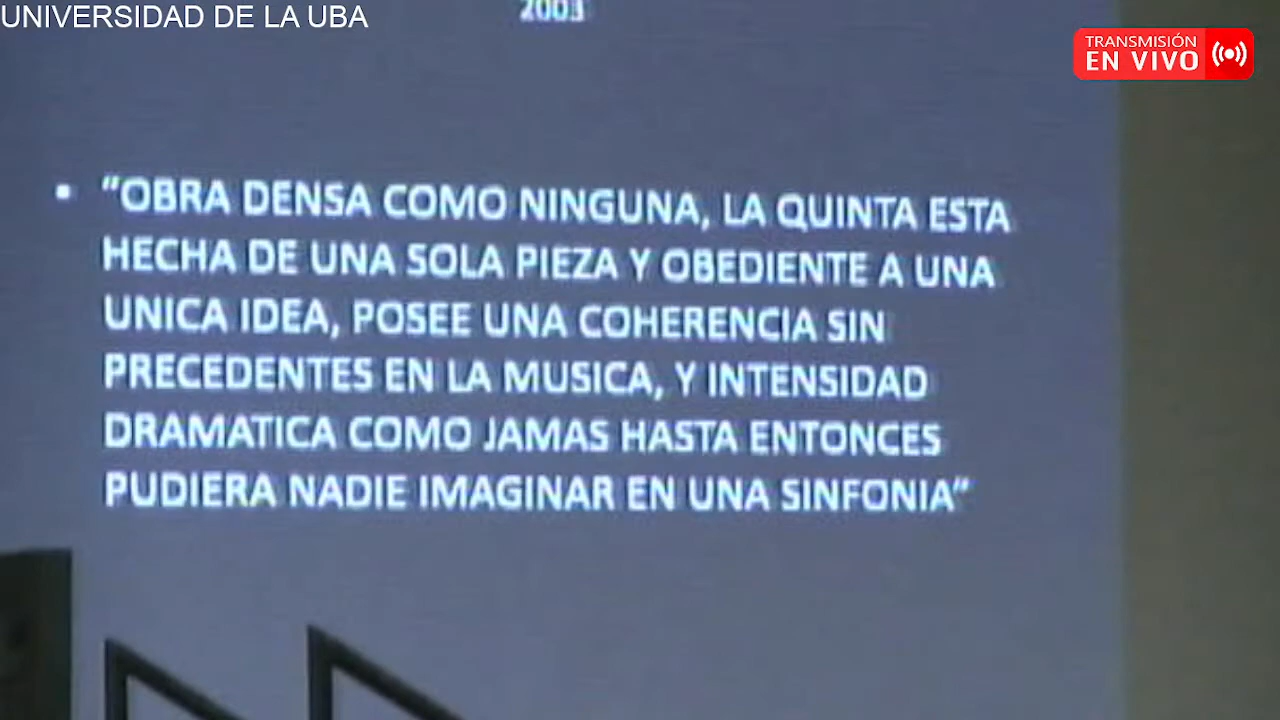 UNIVERSIDAD DE LA UBA
2003
TRANSMISIÓN
EN VIVO
"OBRA DENSA COMO NINGUNA, LA QUINTA ESTA
HECHA DE UNA SOLA PIEZA Y OBEDIENTE A UNA
UNICA IDEA, POSEE UNA COHERENCIA SIN
PRECEDENTES EN LA MUSICA, Y INTENSIDAD
DRAMATICA COMO JAMAS HASTA ENTONCES
PUDIERA NADIE IMAGINAR EN UNA SINFONIA"